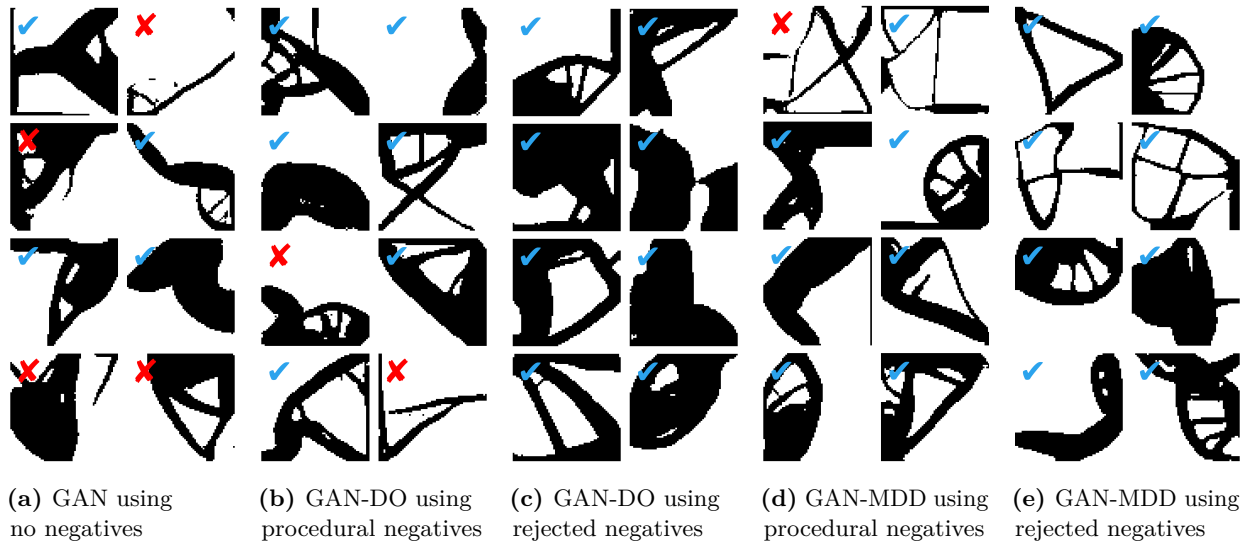 (a) GAN using
no negatives
(b) GAN-DO using
procedural negatives
(c) GAN-DO using
rejected negatives
(d) GAN-MDD using
procedural negatives
(e) GAN-MDD using
rejected negatives